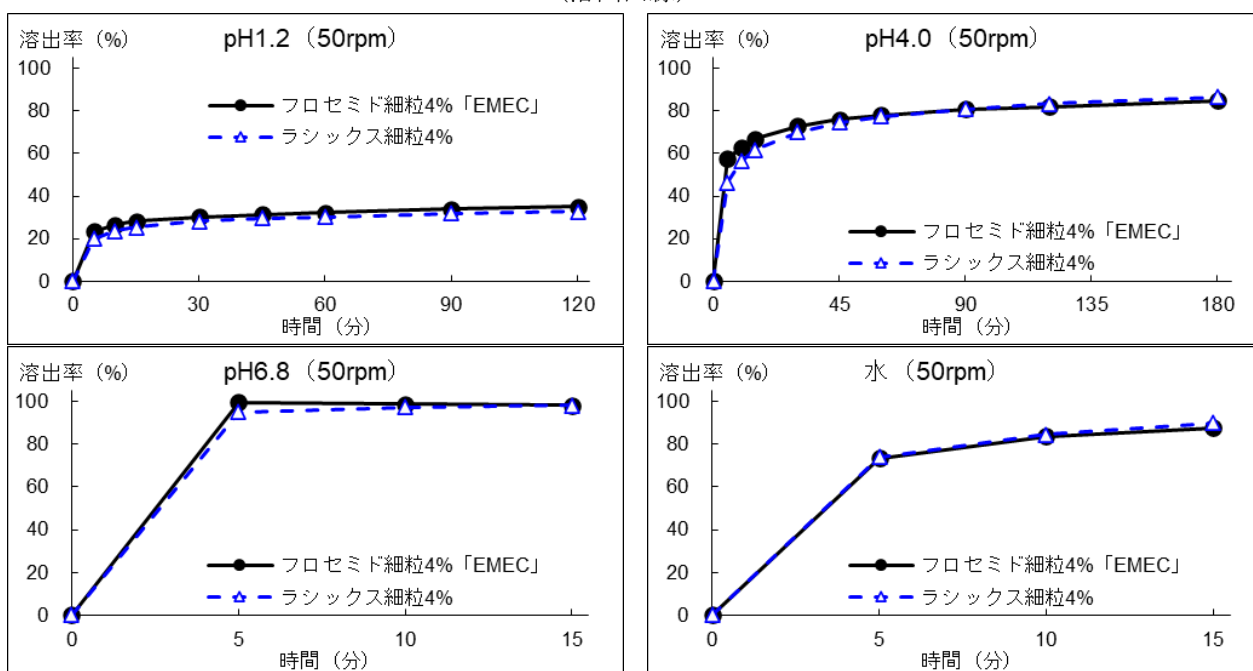 溶出率（%）
pH1.2（50rpm）
100
80
60
40
20
0
フロセミド細粒4%「EMEC」
ラシックス細粒4%
0 30 60 90 120
時間（分）
溶出率（%）
pH4.0（50rpm）
100
80
60
40
20
0
フロセミド細粒4%「EMEC」
ラシックス細粒4%
0 45 90 135 180
時間（分）
溶出率（%）
pH6.8（50rpm）
100
80
60
40
20
0
フロセミド細粒4%「EMEC」
ラシックス細粒4%
0 5 10 15
時間（分）
溶出率（%）
水（50rpm）
100
80
60
40
20
0
フロセミド細粒4%「EMEC」
ラシックス細粒4%
0 5 10 15
時間（分）